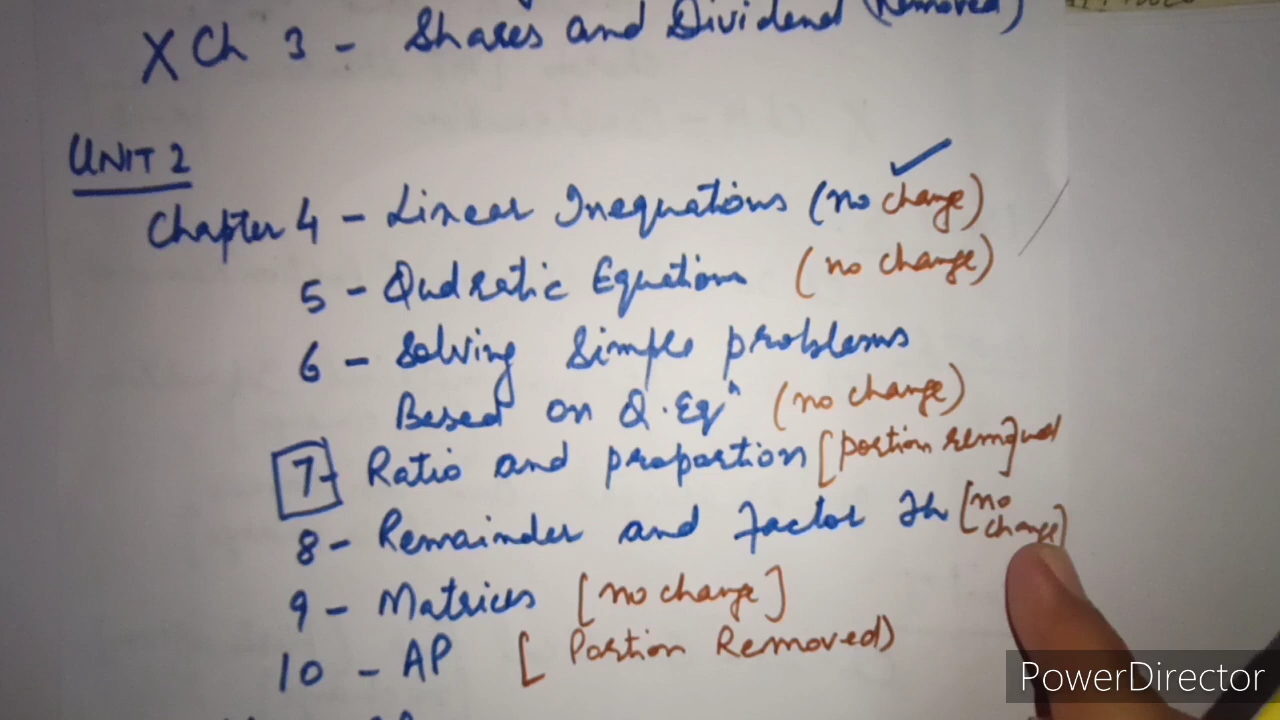 X Ch 3 - Shares and Dividend (Removed)
UNIT 2
Chapter 4 - Linear Inequations (no change)
5 - Qudratic Equation (no change)
6 - Solving Simple problems
Based on Q. Eqⁿ (no change)
7- Ratio and proportion [portion removed]
8 - Remainder and factor th [no change]
9 - Matrices [no change]
10 - AP [Portion Removed)
PowerDirector